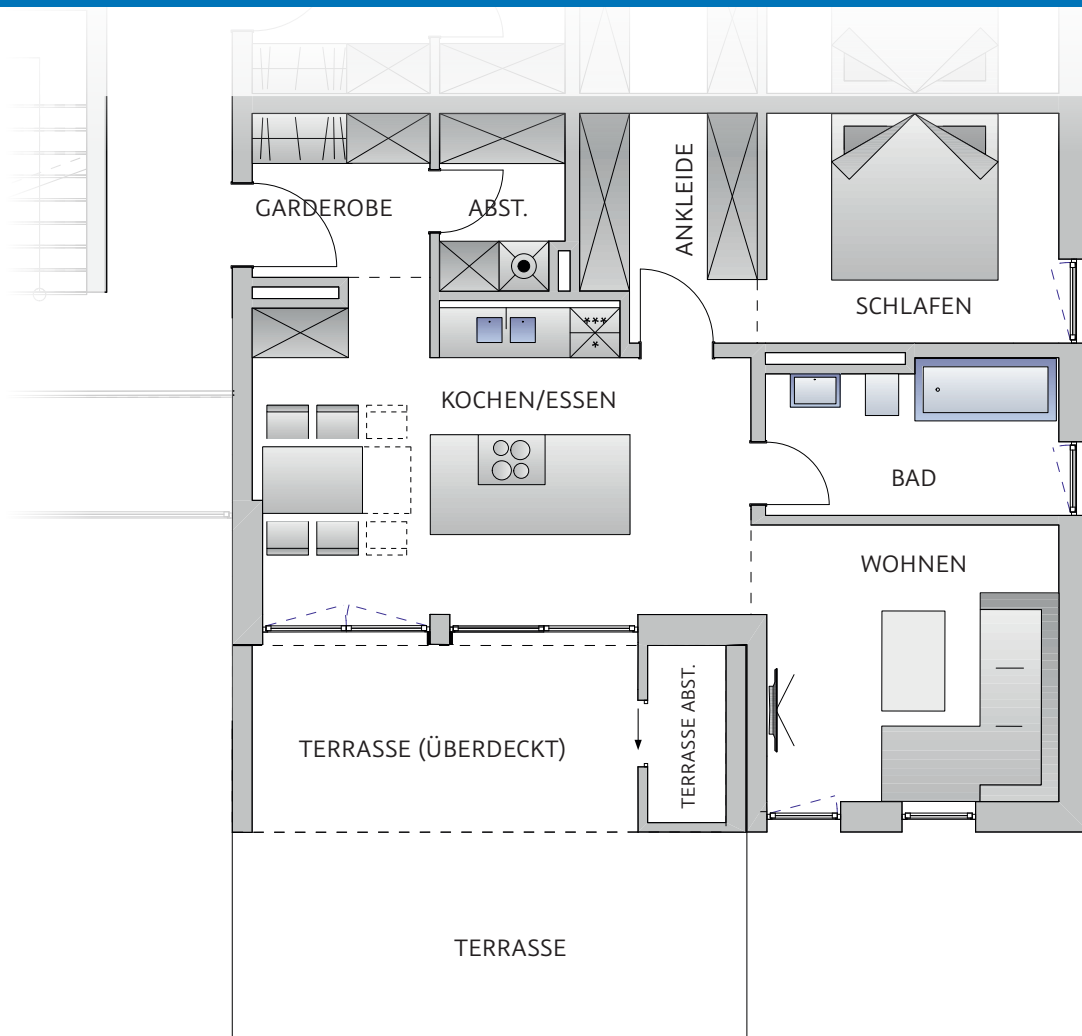 GARDEROBE
ABST.
ANKLEIDE
SCHLAFEN
KOCHEN/ESSEN
BAD
WOHNEN
TERRASSE (ÜBERDECKT)
TERRASSE ABST.
TERRASSE